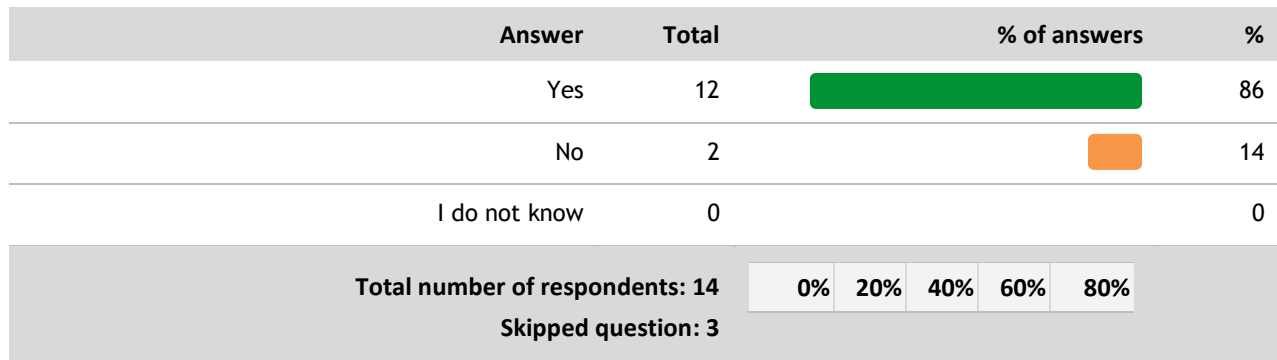 Answer Total % of answers %
Yes 12 86
No 2 14
I do not know 0 0
Total number of respondents: 14 0% 20% 40% 60% 80%
Skipped question: 3